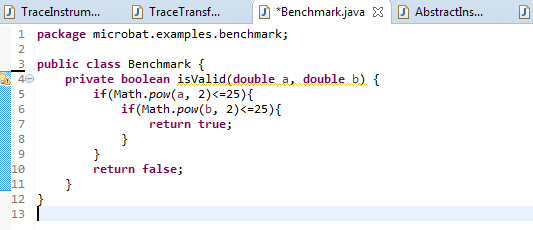 TraceInstrum... TraceTransf... *Benchmark.java AbstractIns...
1 package microbat.examples.benchmark;
2
3 public class Benchmark {
4 private boolean isValid(double a, double b) {
5 if(Math.pow(a, 2)<=25){
6 if(Math.pow(b, 2)<=25){
7 return true;
8 }
9 }
10 return false;
11 }
12 }
13